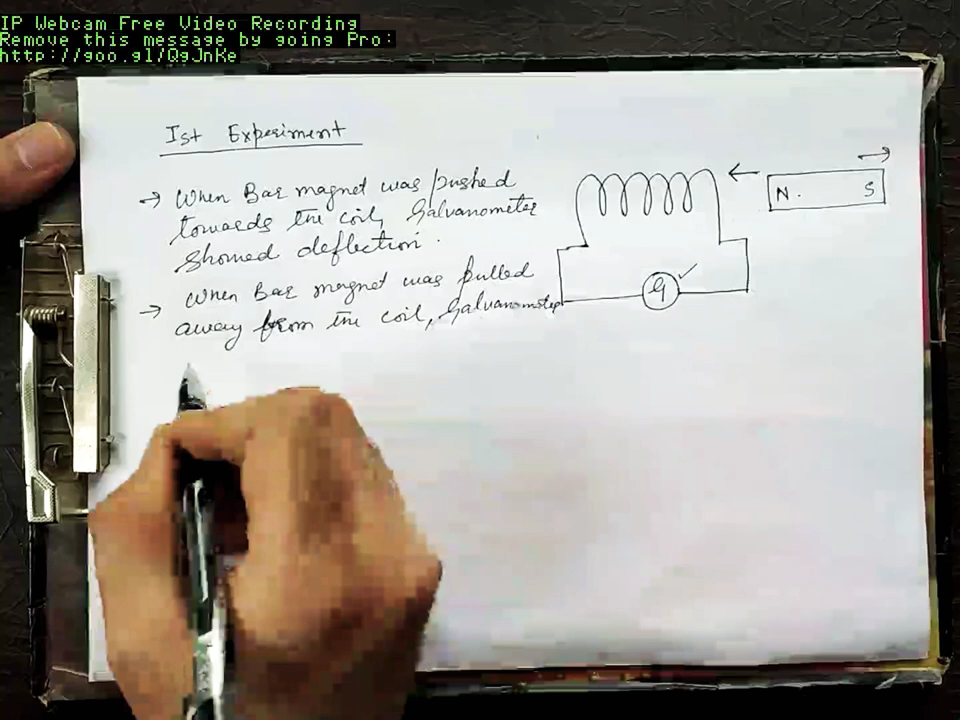 IP Webcam Free Video Recording
Remove this message by going Pro:
http://goo.gl/QgJnKe
Ist Experiment
→ When Bar magnet was pushed
towards the coil, Galvanometer
showed deflection.
→ When Bar magnet was pulled
away from the coil, Galvanometer
N. S
G